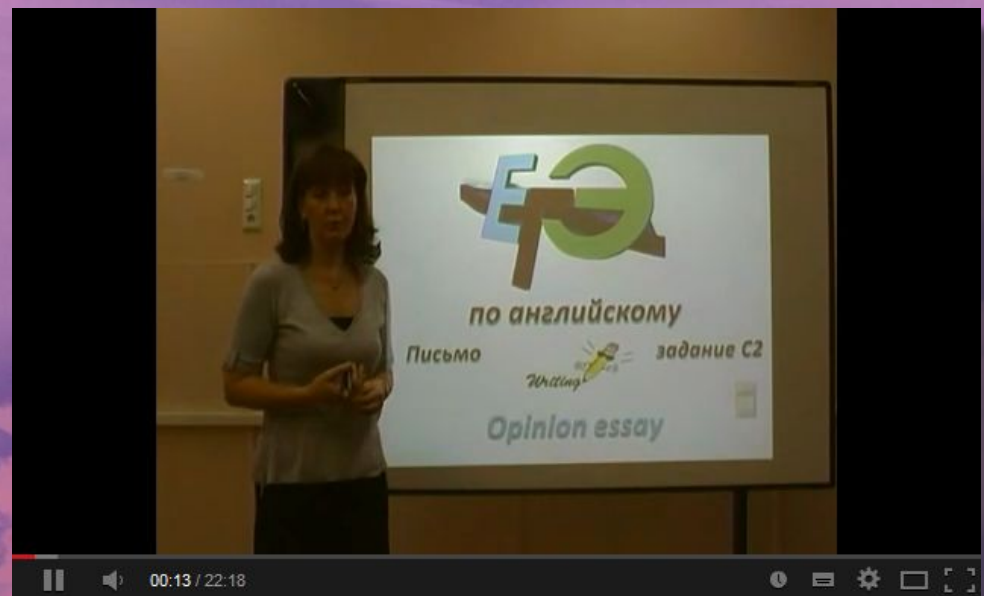 ЕГЭ
по английскому
Письмо
задание С2
Writing
Opinion essay
00:13 / 22:18